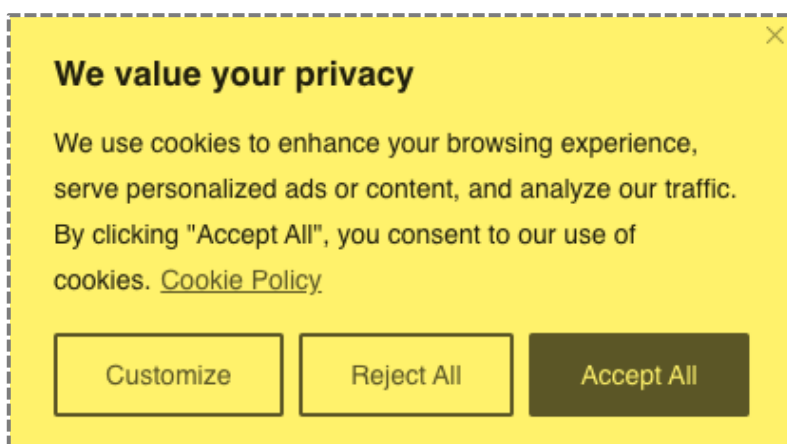 We value your privacy
We use cookies to enhance your browsing experience,
serve personalized ads or content, and analyze our traffic.
By clicking "Accept All", you consent to our use of
cookies. Cookie Policy
Customize Reject All Accept All